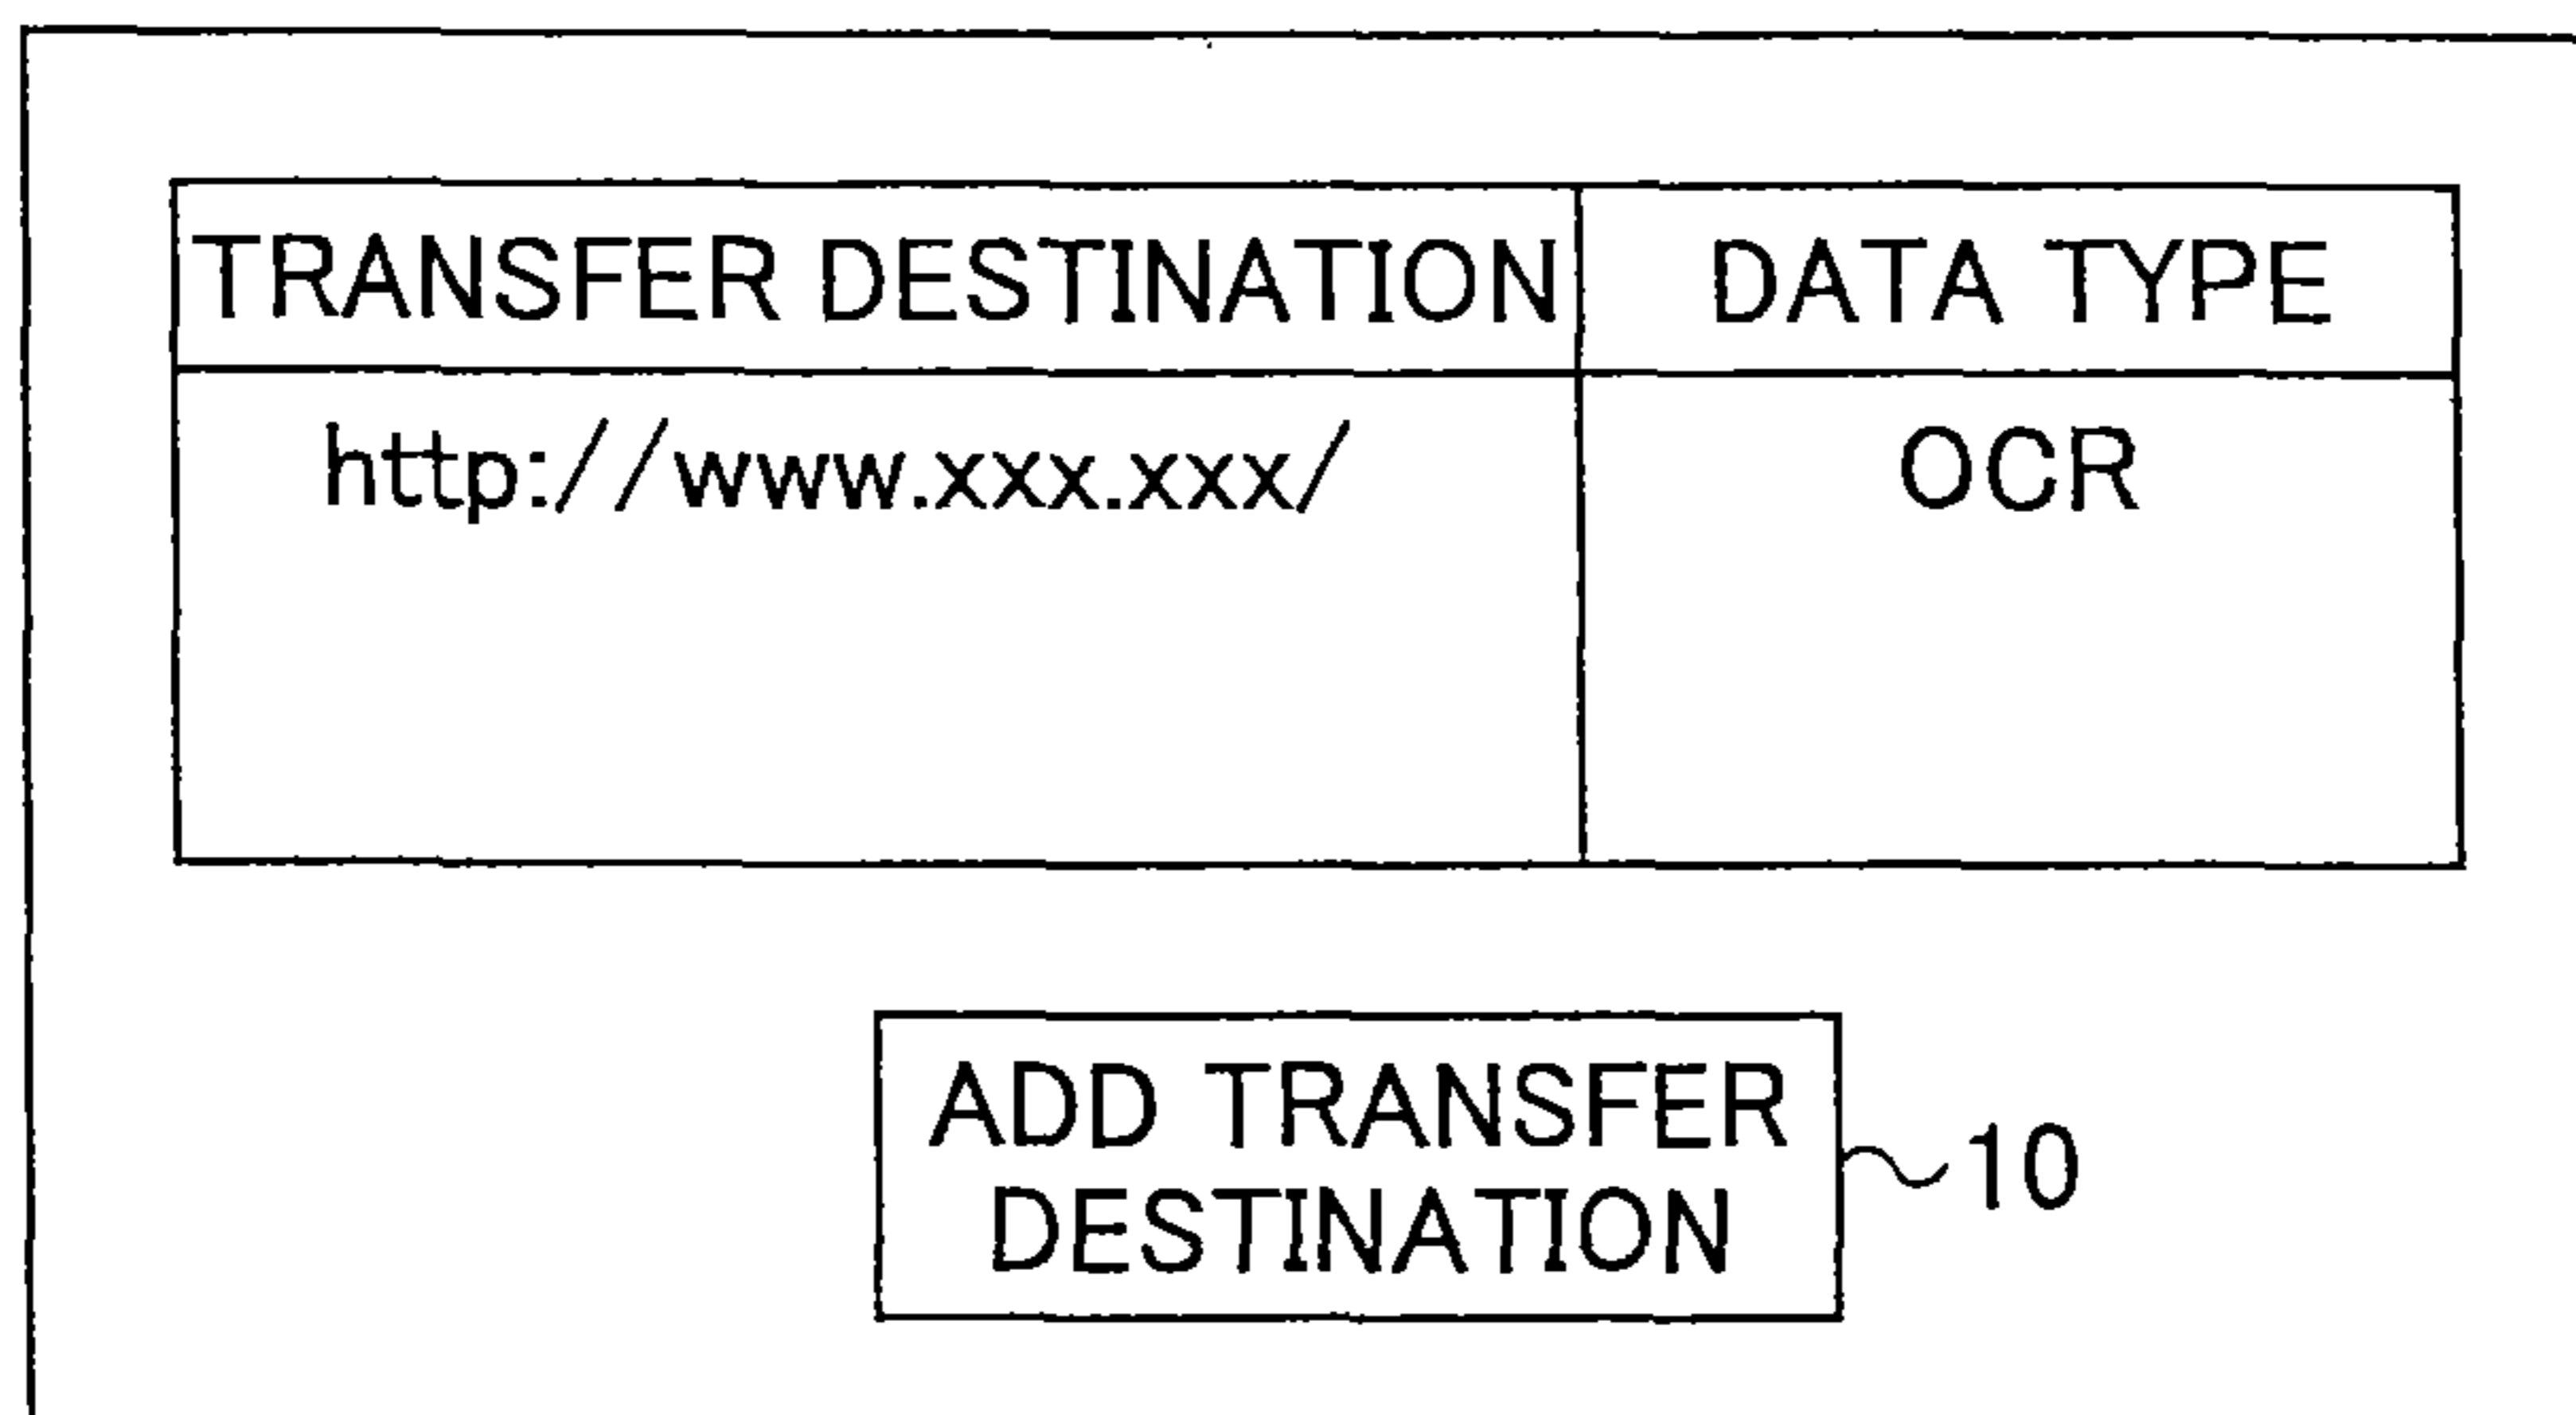 TRANSFER DESTINATION DATA TYPE
http://www.xxx.xxx/ OCR
ADD TRANSFER
DESTINATION
10